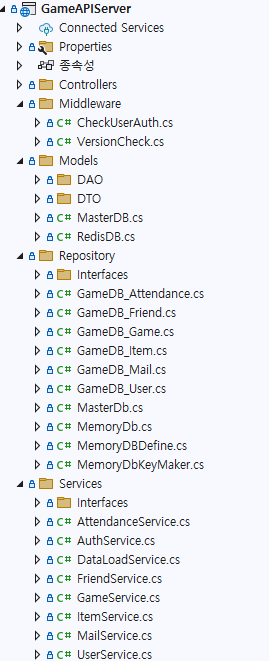 GameAPIServer
Connected Services
Properties
종속성
Controllers
Middleware
C# CheckUserAuth.cs
C# VersionCheck.cs
Models
DAO
DTO
C# MasterDB.cs
C# RedisDB.cs
Repository
Interfaces
C# GameDB_Attendance.cs
C# GameDB_Friend.cs
C# GameDB_Game.cs
C# GameDB_Item.cs
C# GameDB_Mail.cs
C# GameDB_User.cs
C# MasterDb.cs
C# MemoryDb.cs
C# MemoryDBDefine.cs
C# MemoryDbKeyMaker.cs
Services
Interfaces
C# AttendanceService.cs
C# AuthService.cs
C# DataLoadService.cs
C# FriendService.cs
C# GameService.cs
C# ItemService.cs
C# MailService.cs
C# UserService.cs